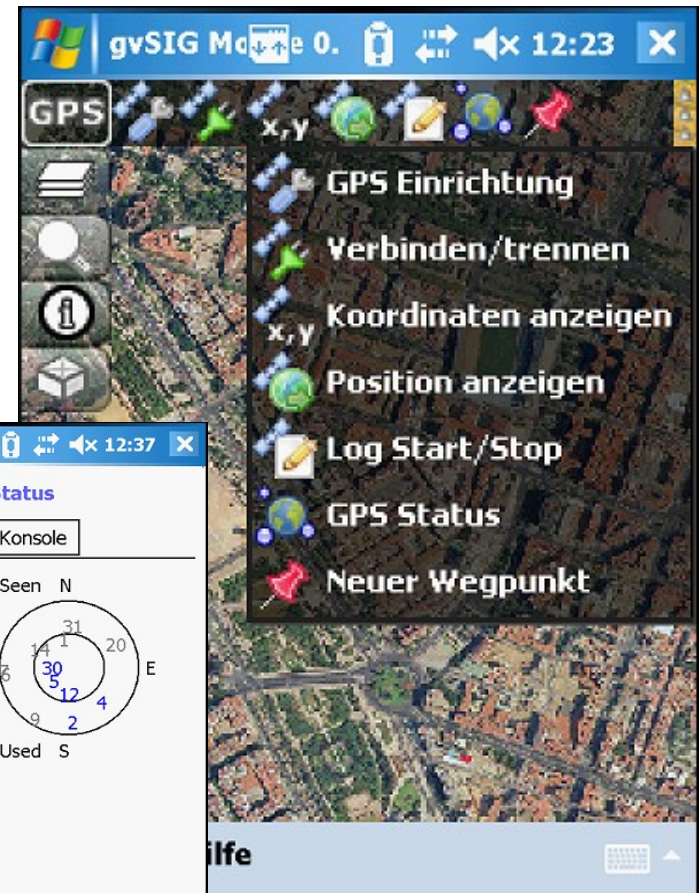 gvSIG Mo e 0. 12:23
GPS
x,y
GPS Einrichtung
Verbinden/trennen
x,y Koordinaten anzeigen
Position anzeigen
Log Start/Stop
GPS Status
Neuer Wegpunkt
12:37
Status
Konsole
Seen N
31
14 1 20
30 E
5
12 4
9 2
Used S
ilfe